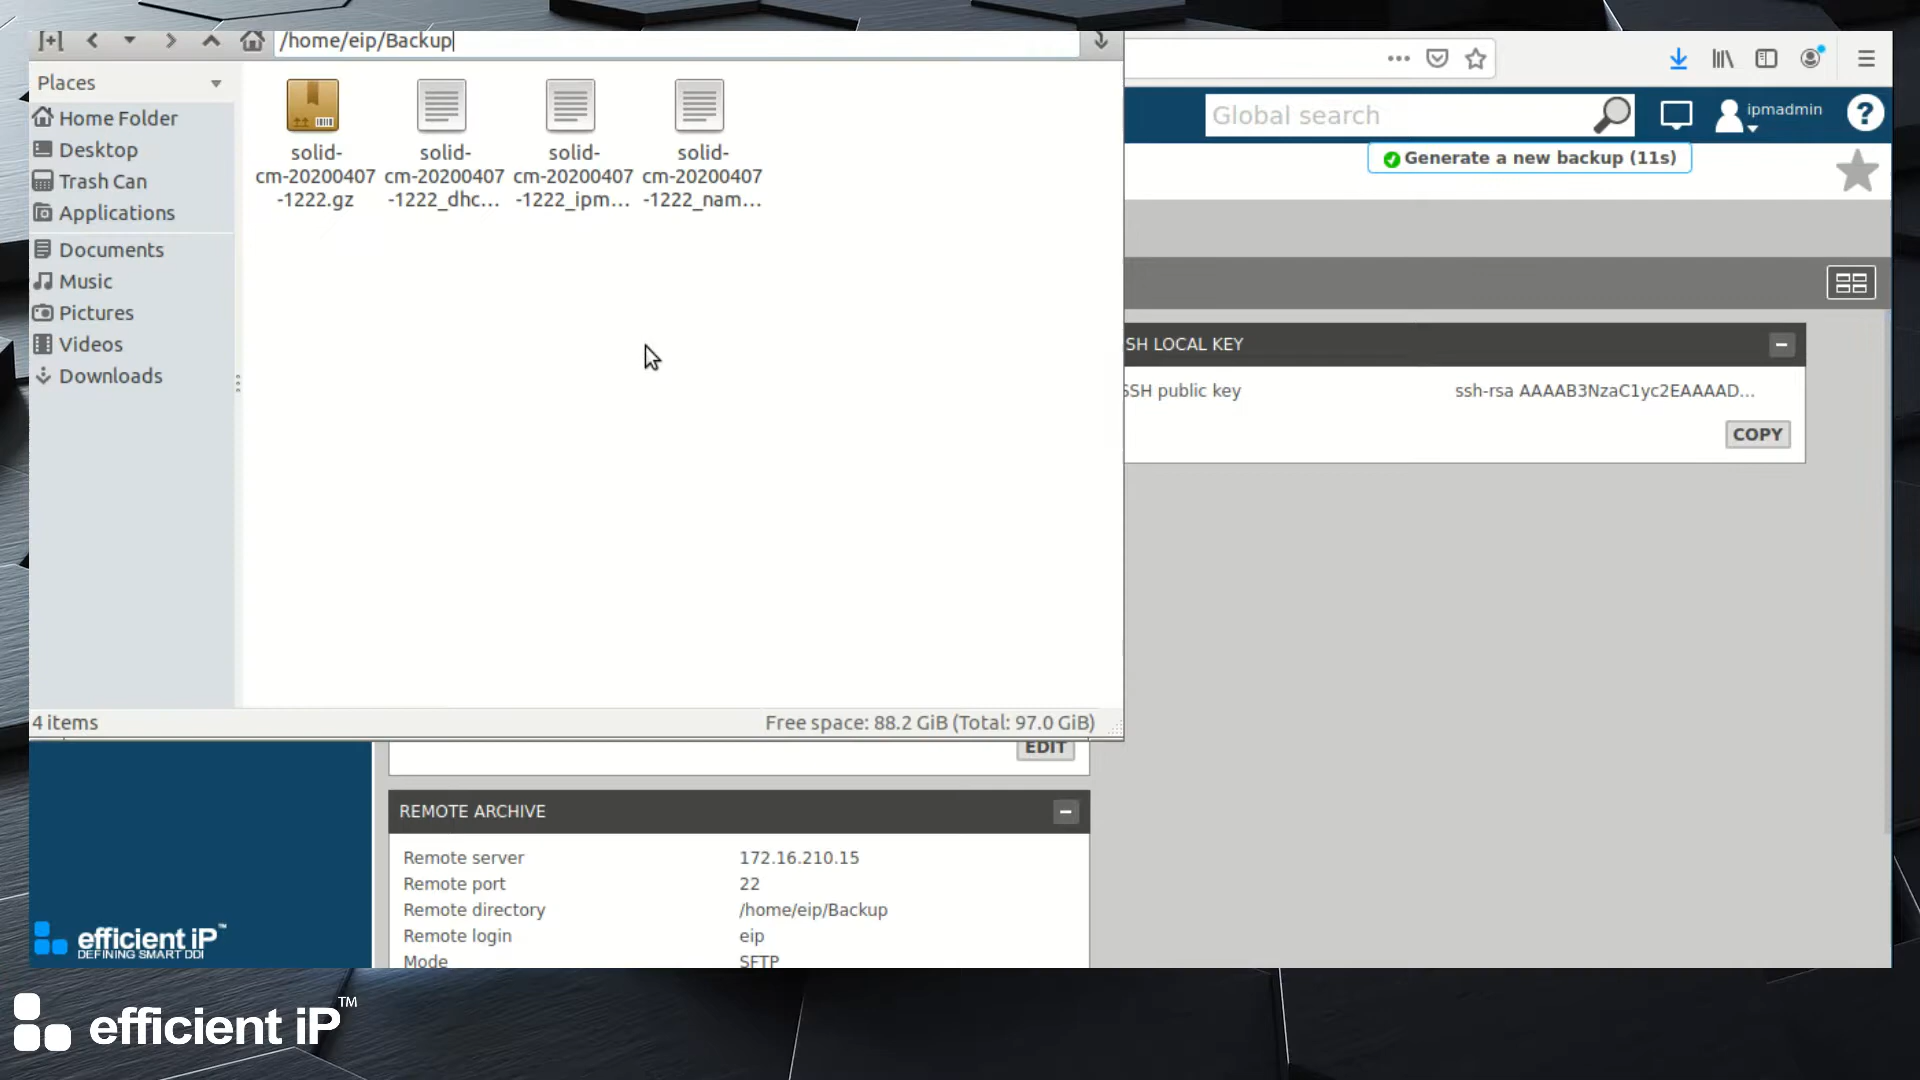 /home/eip/Backup
Places
Home Folder
Desktop
Trash Can
Applications
Documents
Music
Pictures
Videos
Downloads
solid-
cm-20200407
-1222.gz
solid-
cm-20200407
-1222_dhc...
solid-
cm-20200407
-1222_ipm...
solid-
cm-20200407
-1222_nam...
4 items
Free space: 88.2 GiB (Total: 97.0 GiB)
Global search
ipmadmin
?
Generate a new backup (11s)
SH LOCAL KEY
SSH public key
ssh-rsa AAAAB3NzaC1yc2EAAAAD...
COPY
EDIT
REMOTE ARCHIVE
Remote server 172.16.210.15
Remote port 22
Remote directory /home/eip/Backup
Remote login eip
Mode SFTP
efficient iP™
DEFINING SMART DDI
efficient iP™